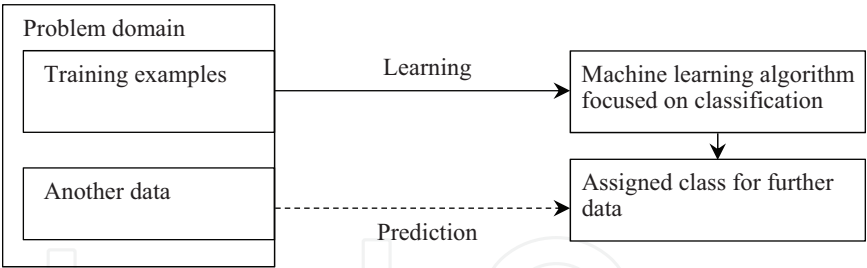 Problem domain
Training examples
Learning
Machine learning algorithm
focused on classification
Another data
Prediction
Assigned class for further
data